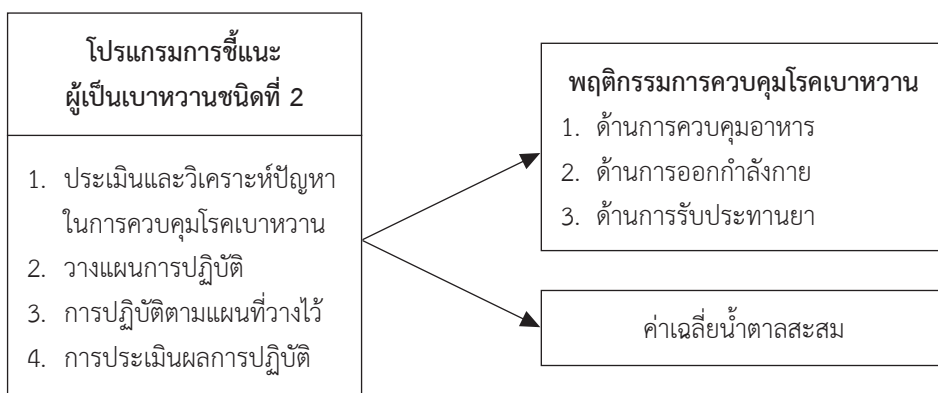 โปรแกรมการชี้แนะ
ผู้เป็นเบาหวานชนิดที่ 2
1. ประเมินและวิเคราะห์ปัญหา
ในการควบคุมโรคเบาหวาน
2. วางแผนการปฏิบัติ
3. การปฏิบัติตามแผนที่วางไว้
4. การประเมินผลการปฏิบัติ
พฤติกรรมการควบคุมโรคเบาหวาน
1. ด้านการควบคุมอาหาร
2. ด้านการออกกำลังกาย
3. ด้านการรับประทานยา
ค่าเฉลี่ยน้ำตาลสะสม